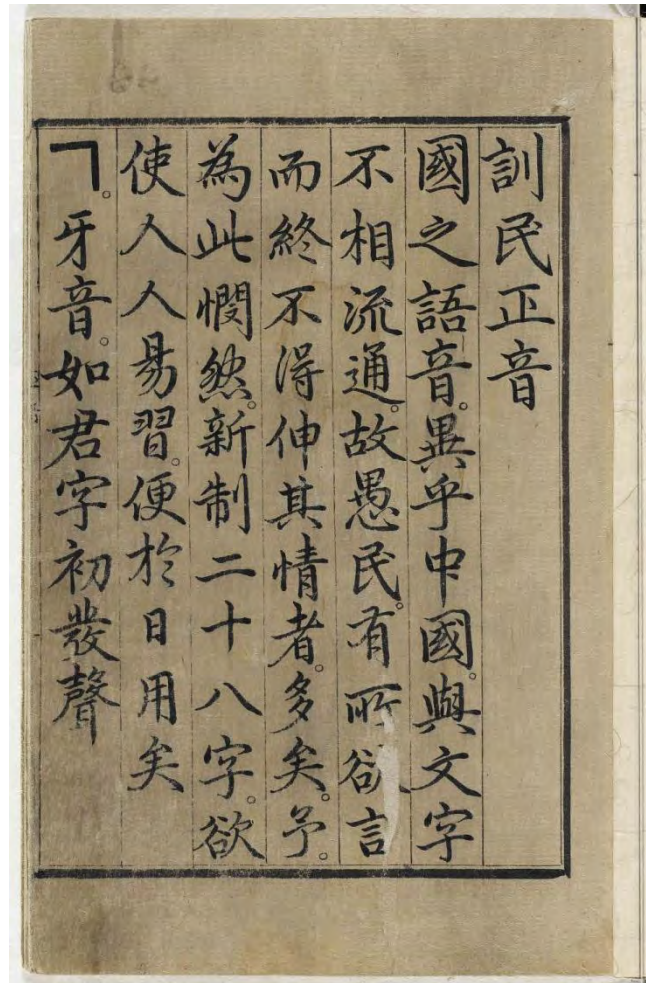 訓民正音
國之語音。異乎中國。與文字
不相流通。故愚民。有所欲言
而終不得伸其情者。多矣。予。
為此憫然。新制二十八字。欲
使人人易習。便於日用矣
ㄱ。牙音。如君字初發聲